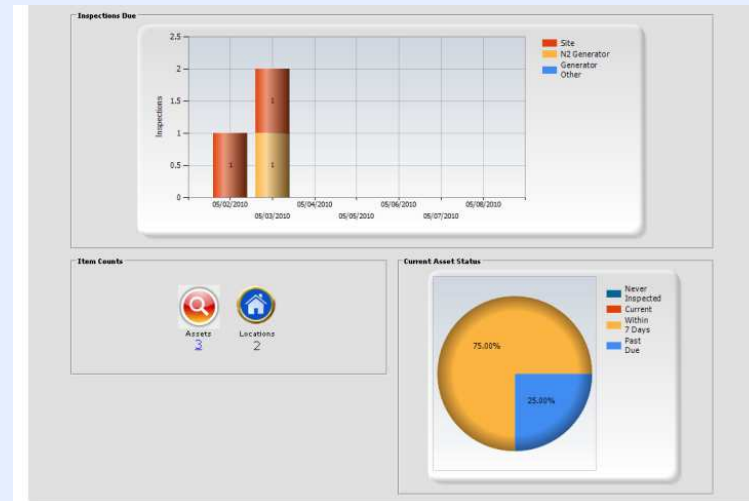 Inspections Due
2.5
2
1.5
1
0.5
0
Inspections
1
1
1
05/02/2010
05/03/2010
05/04/2010
05/05/2010
05/06/2010
05/07/2010
05/08/2010
Site
N2 Generator
Generator
Other
Item Counts
Assets
3
Locations
2
Current Asset Status
75.00%
25.00%
Never
Inspected
Current
Within
7 Days
Past
Due